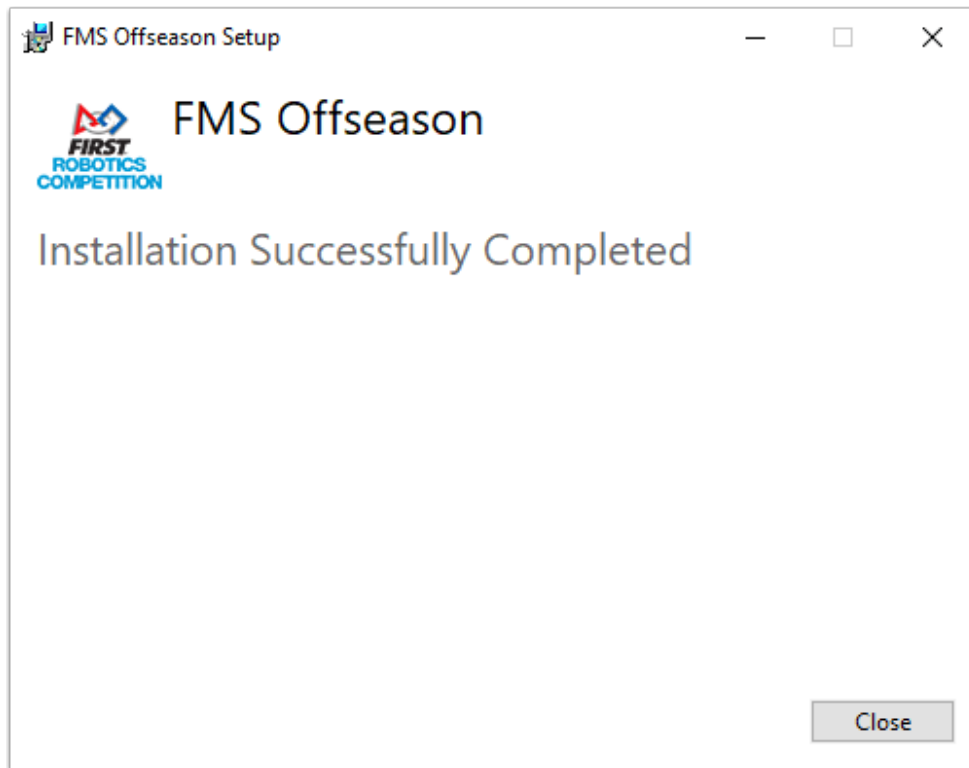 FMS Offseason Setup
FMS Offseason
FIRST
ROBOTICS
COMPETITION
Installation Successfully Completed
Close